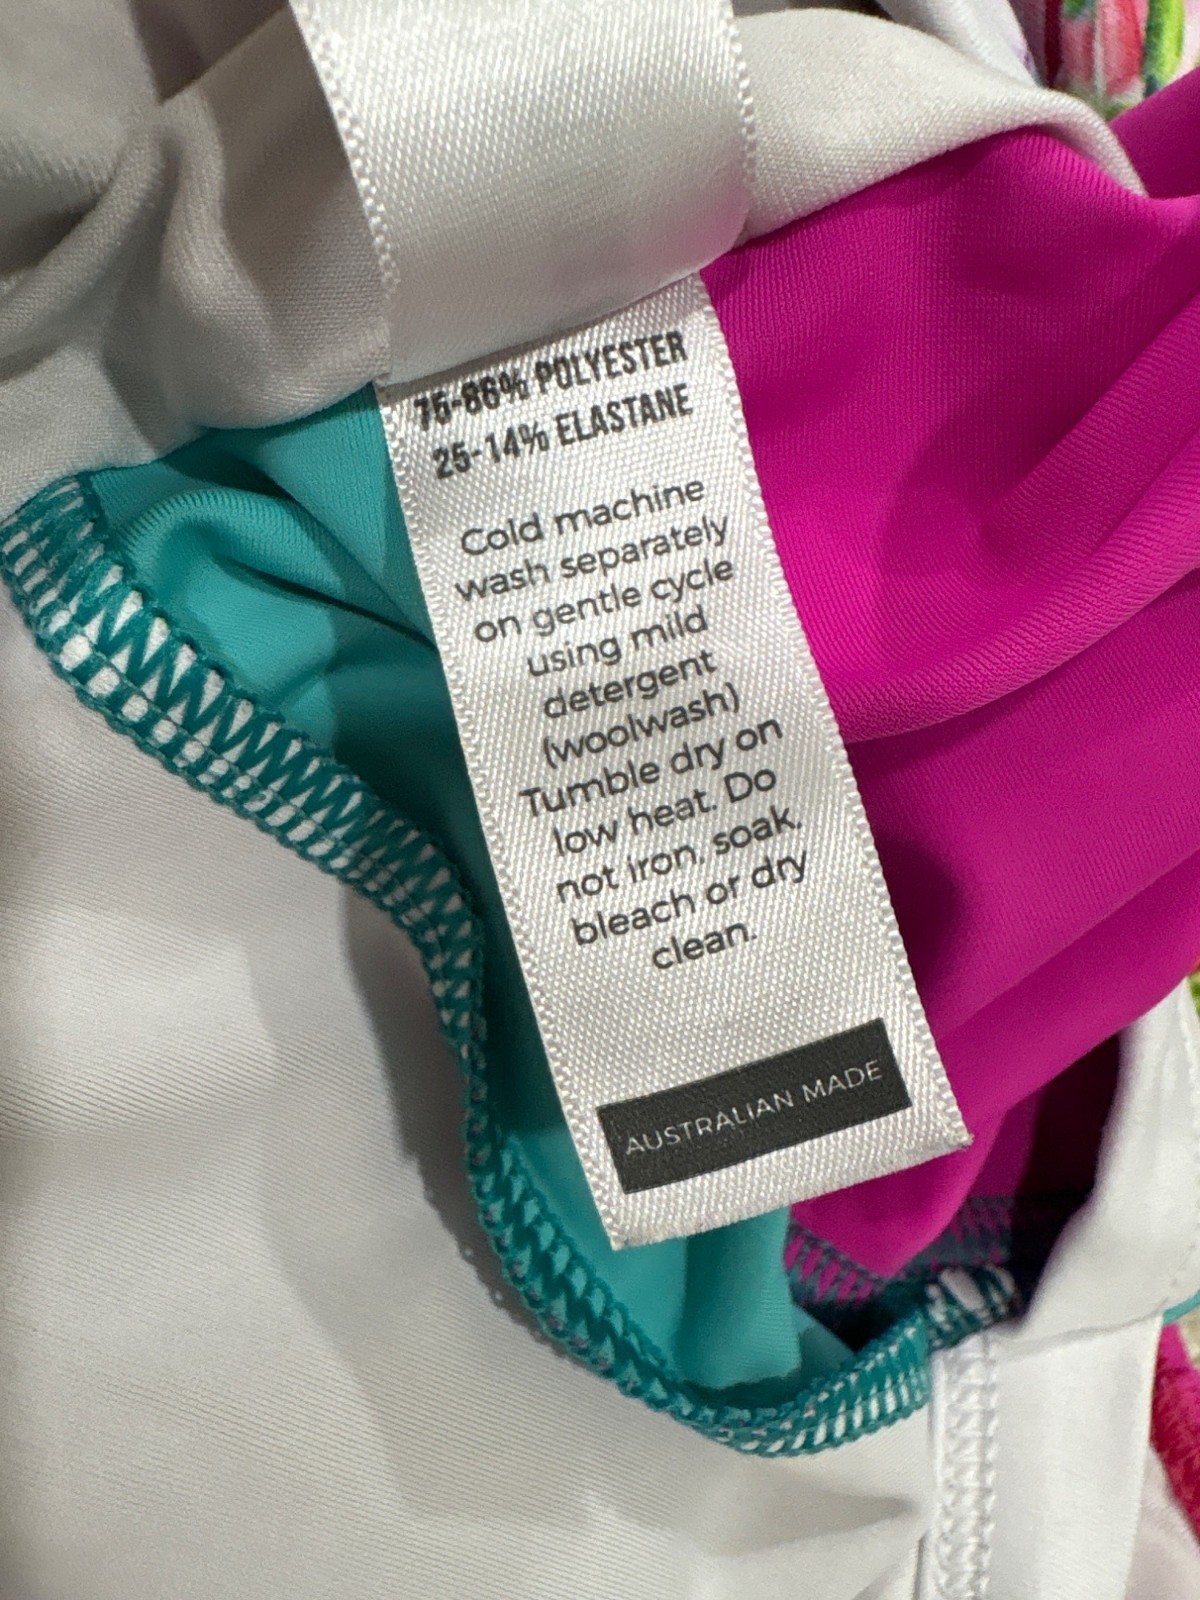 75-86% POLYESTER
25-14% ELASTANE
Cold machine
wash separately
on gentle cycle
using mild
detergent
(woolwash)
Tumble dry on
low heat. Do
not iron, soak,
bleach or dry
clean.
AUSTRALIAN MADE